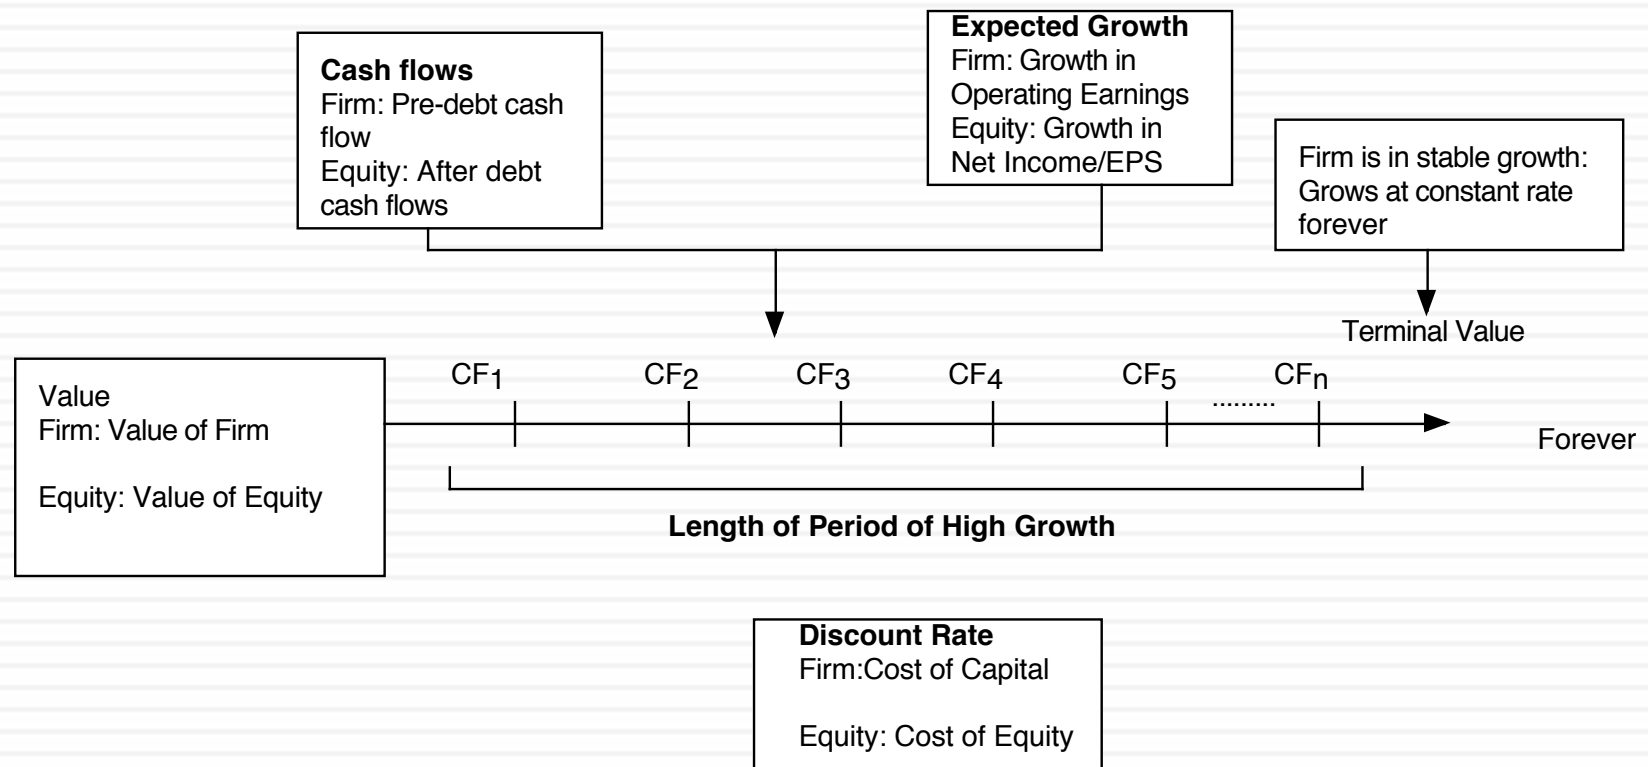 Cash flows
Firm: Pre-debt cash
flow
Equity: After debt
cash flows
Expected Growth
Firm: Growth in
Operating Earnings
Equity: Growth in
Net Income/EPS
Firm is in stable growth:
Grows at constant rate
forever
Terminal Value
CF1 CF2 CF3 CF4 CF5 ......... CFn
Forever
Value
Firm: Value of Firm
Equity: Value of Equity
Length of Period of High Growth
Discount Rate
Firm:Cost of Capital
Equity: Cost of Equity